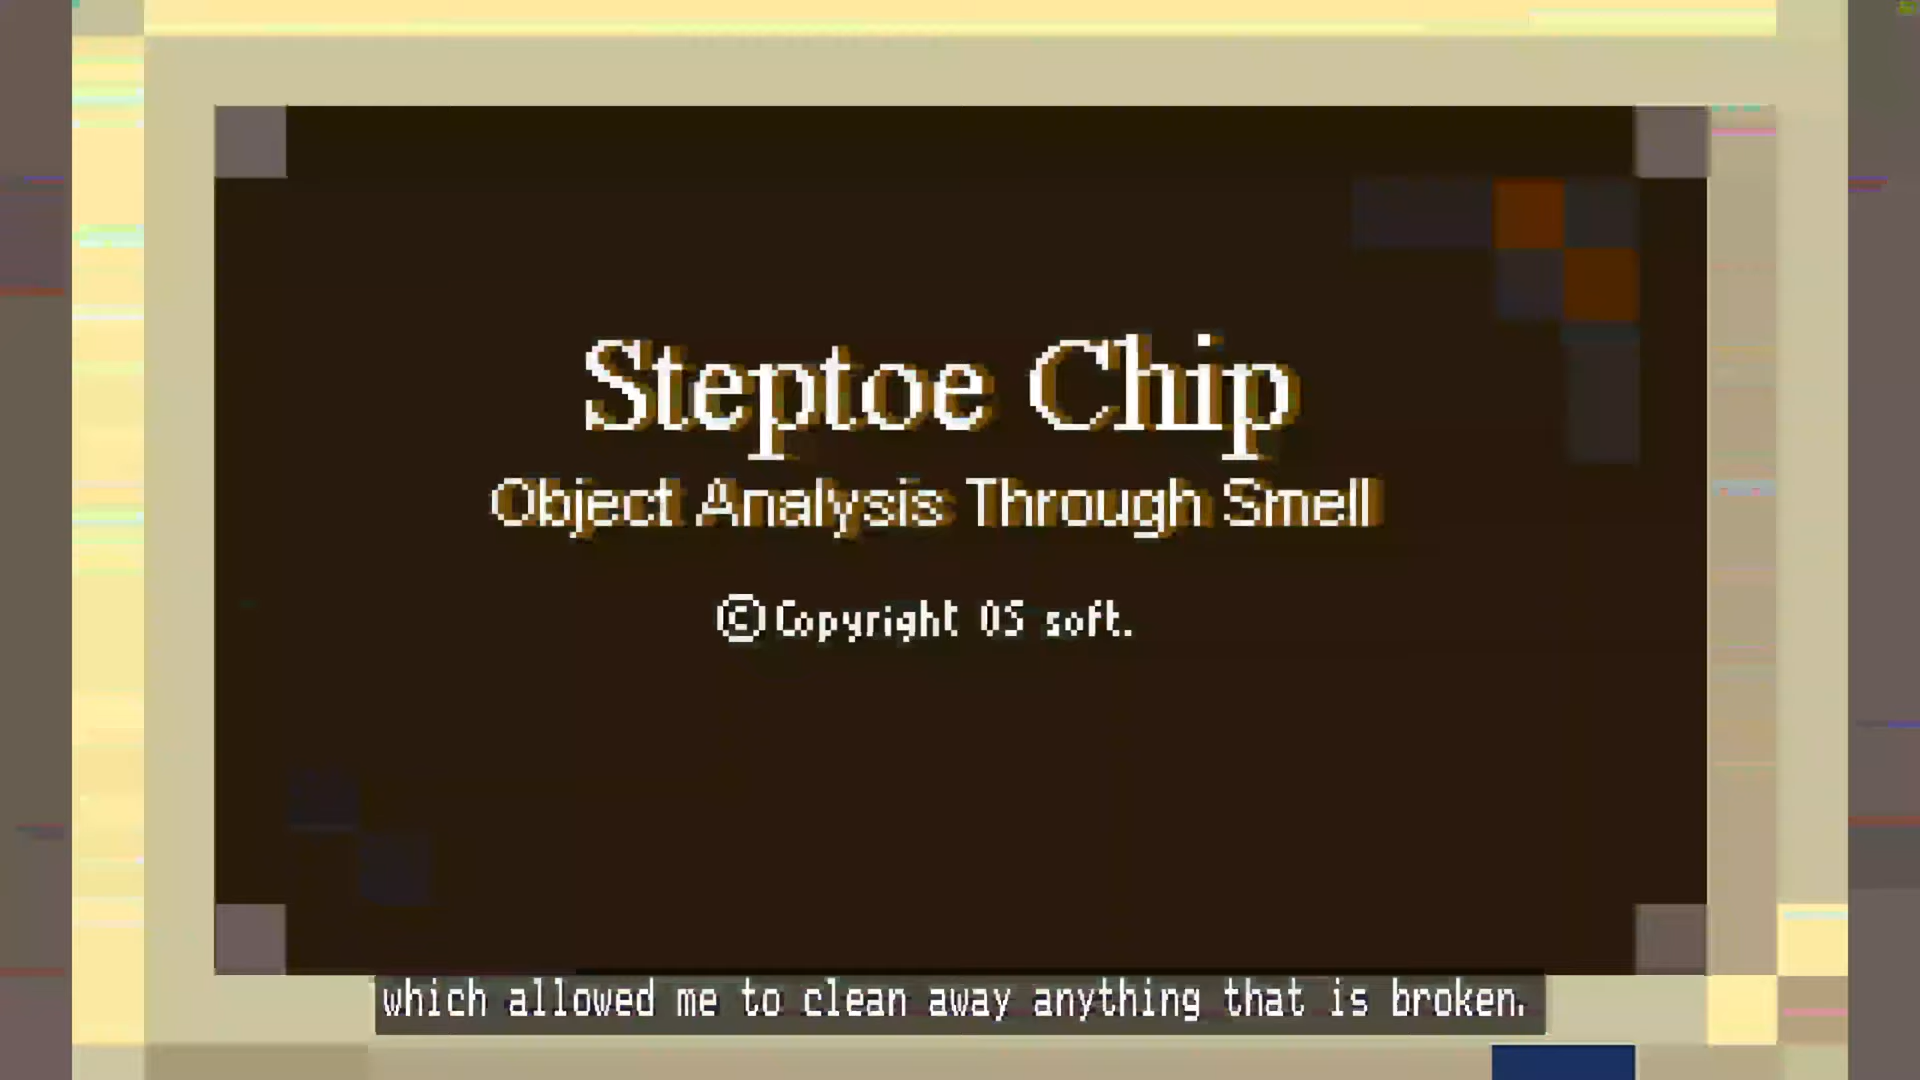 Steptoe Chip
Object Analysis Through Smell
©Copyright OS soft.
which allowed me to clean away anything that is broken.